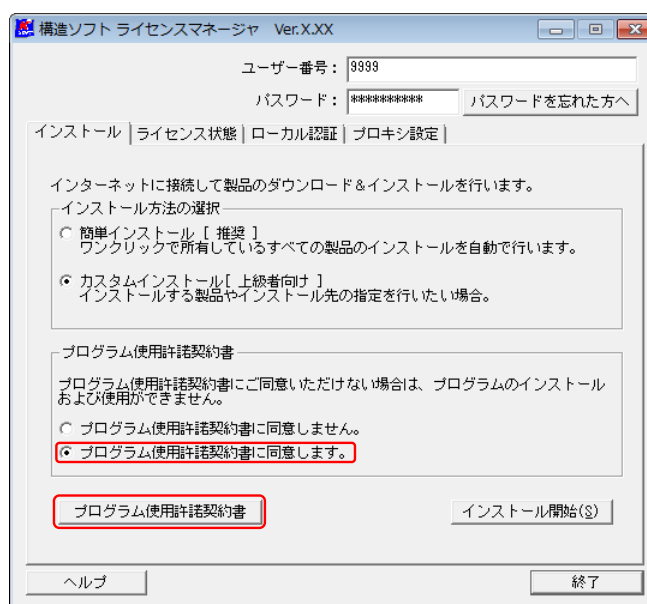 構造ソフト ライセンスマネージャ Ver.X.XX
ユーザー番号： 9999
パスワード： ********** パスワードを忘れた方へ
インストール ライセンス状態 ローカル認証 プロキシ設定
インターネットに接続して製品のダウンロード＆インストールを行います。
インストール方法の選択
簡単インストール [ 推奨 ]
ワンクリックで所有しているすべての製品のインストールを自動で行います。
カスタムインストール[ 上級者向け ]
インストールする製品やインストール先の指定を行いたい場合。
プログラム使用許諾契約書
プログラム使用許諾契約書にご同意いただけない場合は、プログラムのインストール
および使用ができません。
プログラム使用許諾契約書に同意しません。
プログラム使用許諾契約書に同意します。
プログラム使用許諾契約書 インストール開始(S)
ヘルプ 終了